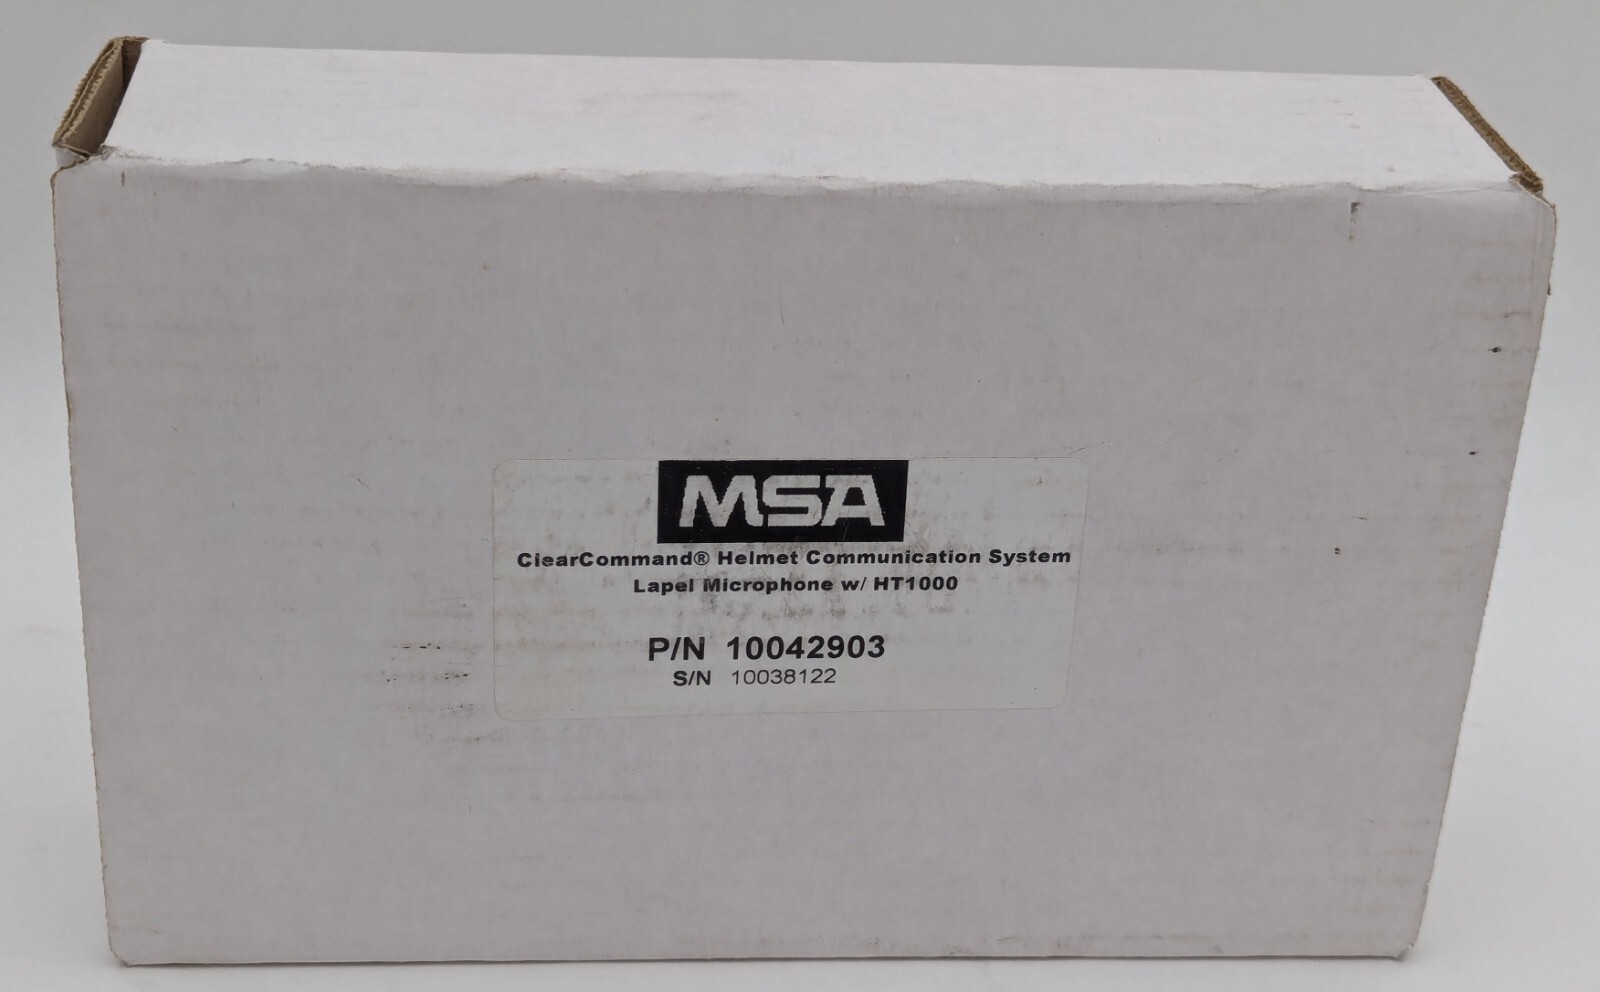 MSA
ClearCommand® Helmet Communication System
Lapel Microphone w/ HT1000
P/N 10042903
S/N 10038122